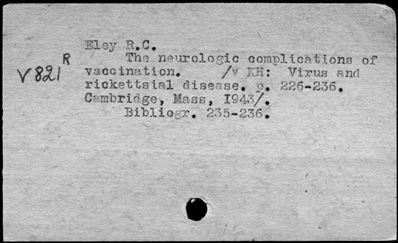 Eley R.C.
R
The neurologic complications of
V821
vaccination. /V KH: Virus and
rickettsial disease. p. 226-236.
Cambridge, Mass, I943/.
Bibliogr. 235-236.